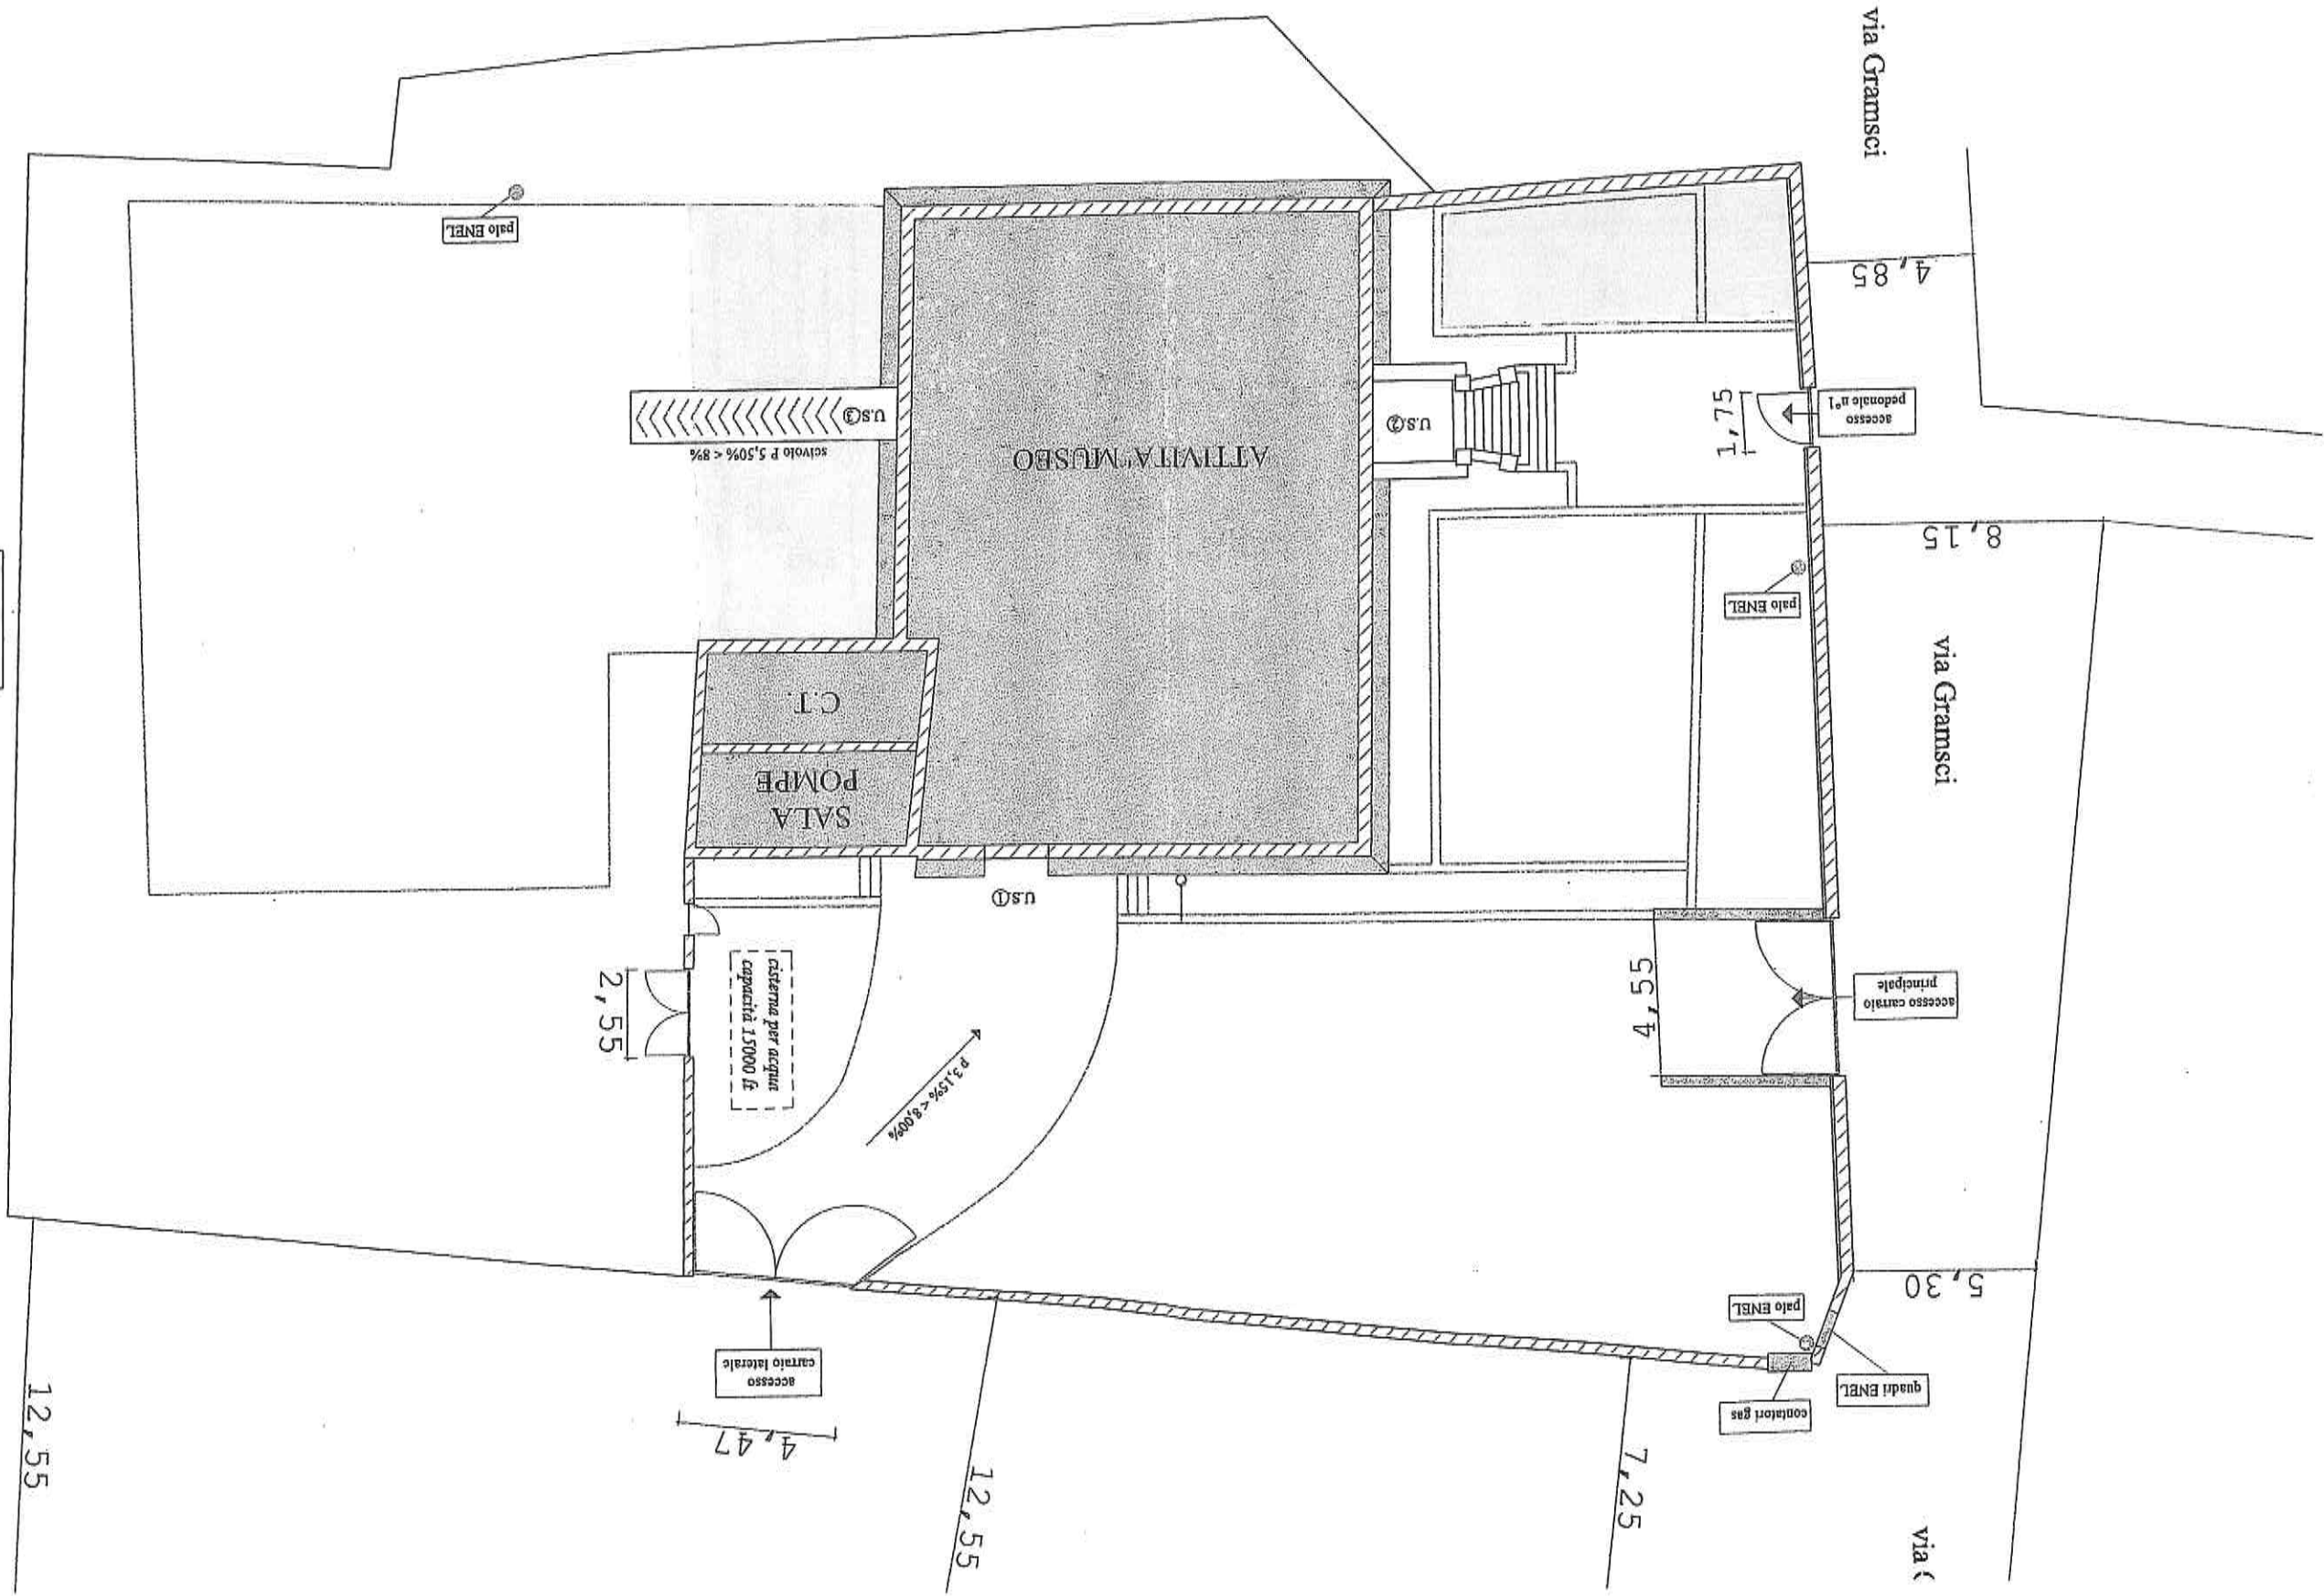 via Gramsci
4,85
accesso
pedonale n°1
1,75
8,15
palo ENEL
via Gramsci
palo ENEL
U.S.③
scivolo P 5,50% < 8%
ATTIVITA' MUSEO
U.S.②
C.T.
SALA
POMPE
U.S.①
cisterna per acqua
capacità 15000 lt
2,55
P 3,15% < 8,00%
4,55
accesso carraio
principale
5,30
palo ENEL
quadri ENEL
contatori gas
accesso
carraio laterale
4,47
12,55
12,55
7,25
via